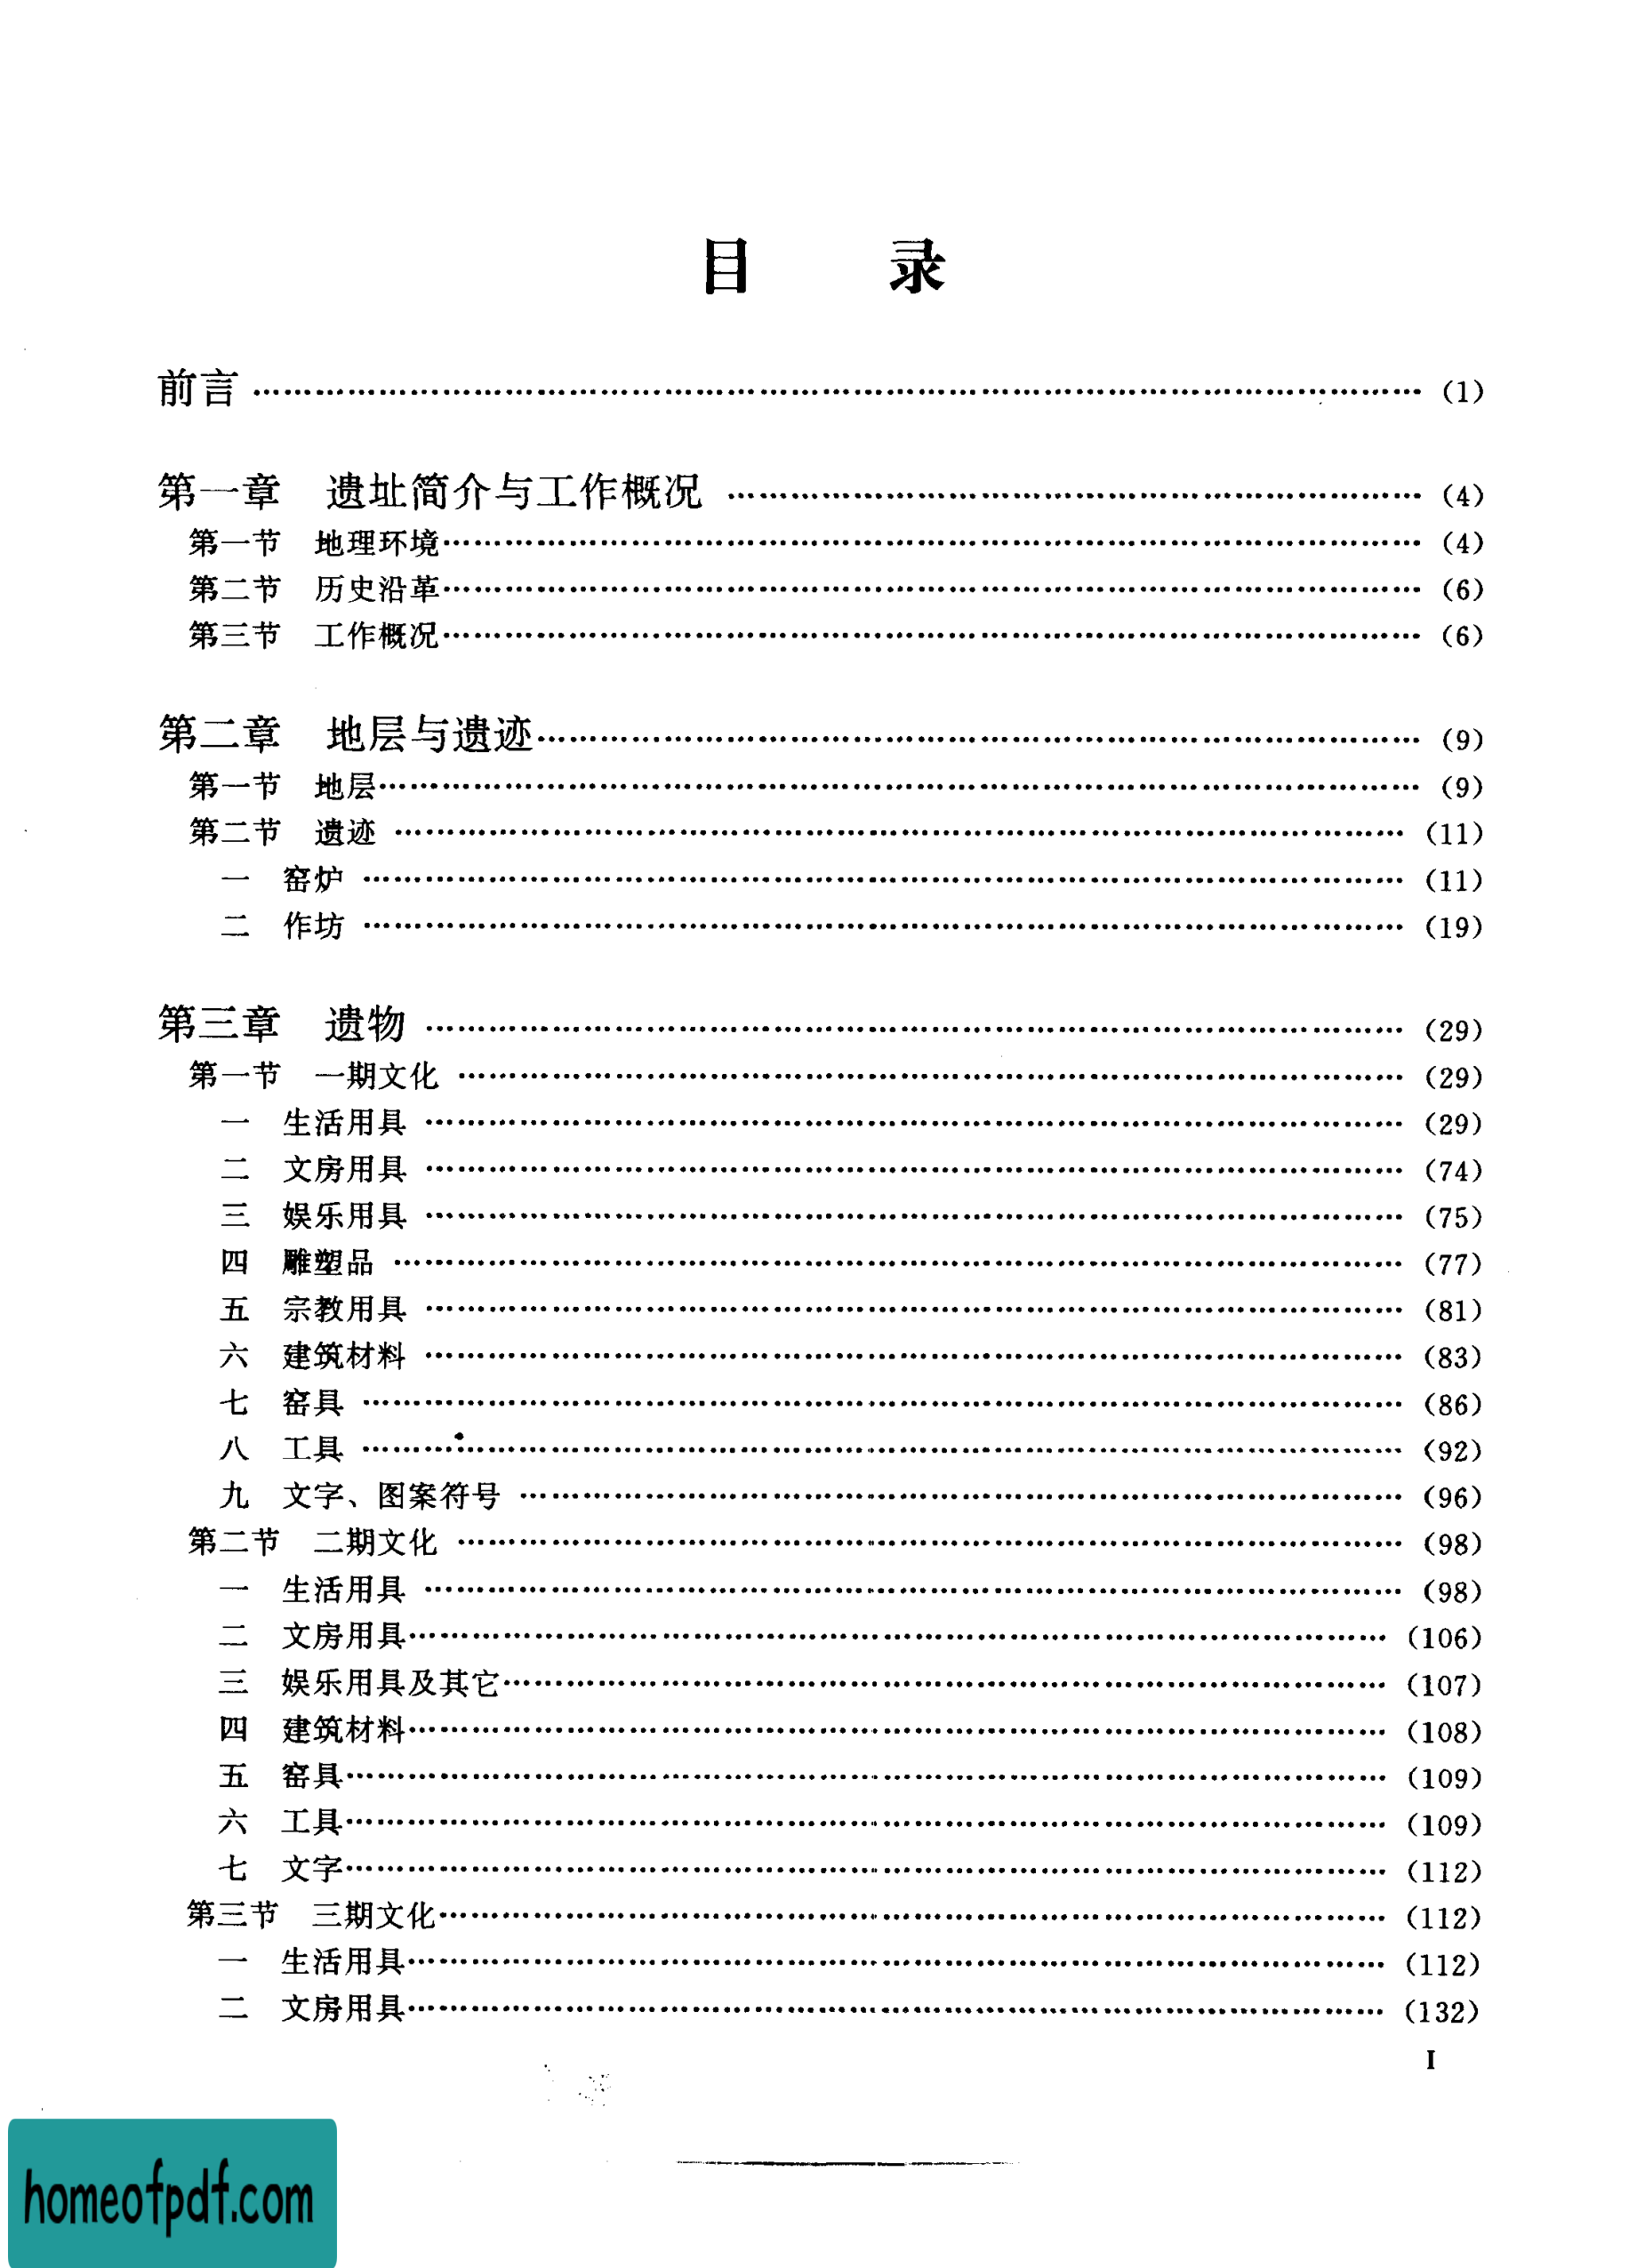 目 录
前言 …… (1)
第一章 遗址简介与工作概况 …… (4)
第一节 地理环境 …… (4)
第二节 历史沿革 …… (6)
第三节 工作概况 …… (6)
第二章 地层与遗迹 …… (9)
第一节 地层 …… (9)
第二节 遗迹 …… (11)
一 窑炉 …… (11)
二 作坊 …… (19)
第三章 遗物 …… (29)
第一节 一期文化 …… (29)
一 生活用具 …… (29)
二 文房用具 …… (74)
三 娱乐用具 …… (75)
四 雕塑品 …… (77)
五 宗教用具 …… (81)
六 建筑材料 …… (83)
七 窑具 …… (86)
八 工具 …… (92)
九 文字、图案符号 …… (96)
第二节 二期文化 …… (98)
一 生活用具 …… (98)
二 文房用具 …… (106)
三 娱乐用具及其它 …… (107)
四 建筑材料 …… (108)
五 窑具 …… (109)
六 工具 …… (109)
七 文字 …… (112)
第三节 三期文化 …… (112)
一 生活用具 …… (112)
二 文房用具 …… (132)
I
homeofpdf.com